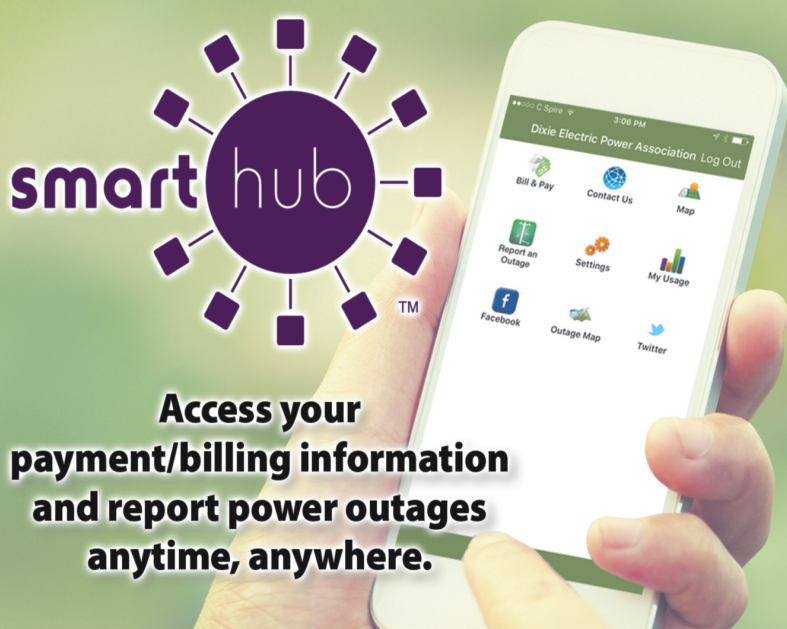 smart hub
TM
C Spire
3:06 PM
Dixie Electric Power Association Log Out
Bill & Pay
Contact Us
Map
Report an
Outage
Settings
My Usage
f
Facebook
Outage Map
Twitter
Access your
payment/billing information
and report power outages
anytime, anywhere.